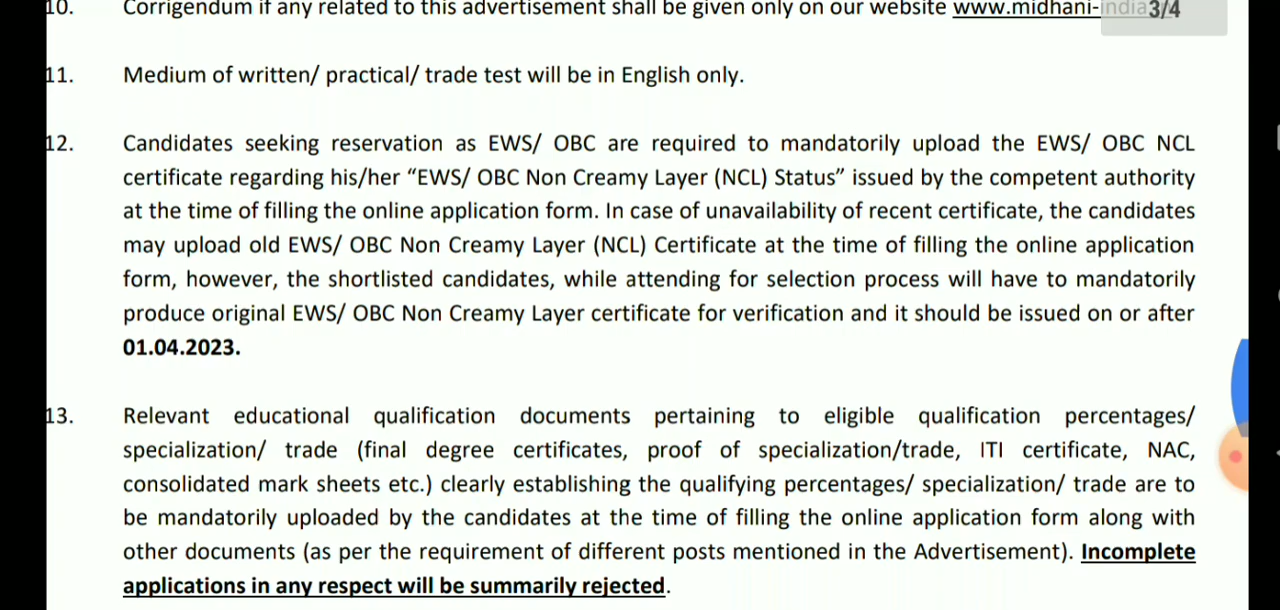 10. Corrigendum if any related to this advertisement shall be given only on our website www.midhani-india 3/4
11. Medium of written/ practical/ trade test will be in English only.
12. Candidates seeking reservation as EWS/ OBC are required to mandatorily upload the EWS/ OBC NCL
certificate regarding his/her “EWS/ OBC Non Creamy Layer (NCL) Status” issued by the competent authority
at the time of filling the online application form. In case of unavailability of recent certificate, the candidates
may upload old EWS/ OBC Non Creamy Layer (NCL) Certificate at the time of filling the online application
form, however, the shortlisted candidates, while attending for selection process will have to mandatorily
produce original EWS/ OBC Non Creamy Layer certificate for verification and it should be issued on or after
01.04.2023.
13. Relevant educational qualification documents pertaining to eligible qualification percentages/
specialization/ trade (final degree certificates, proof of specialization/trade, ITI certificate, NAC,
consolidated mark sheets etc.) clearly establishing the qualifying percentages/ specialization/ trade are to
be mandatorily uploaded by the candidates at the time of filling the online application form along with
other documents (as per the requirement of different posts mentioned in the Advertisement). Incomplete
applications in any respect will be summarily rejected.